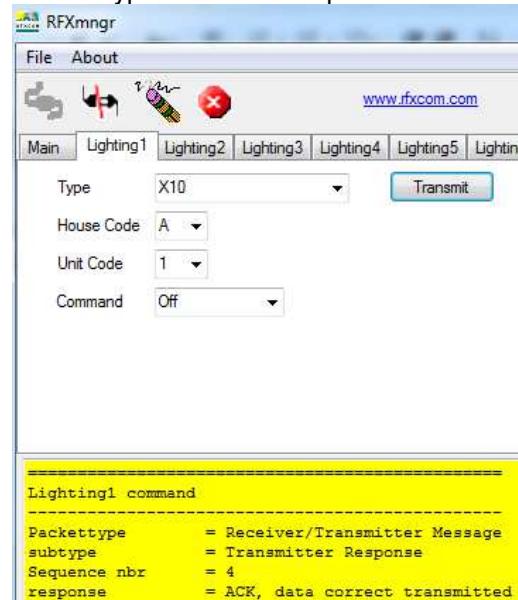 RFXmngr
File About
www.rfxcom.com
Main Lighting1 Lighting2 Lighting3 Lighting4 Lighting5 Lightin
Type X10 Transmit
House Code A
Unit Code 1
Command Off
================================================
Lighting1 command
------------------------------------------------
Packettype = Receiver/Transmitter Message
subtype = Transmitter Response
Sequence nbr = 4
response = ACK, data correct transmitted